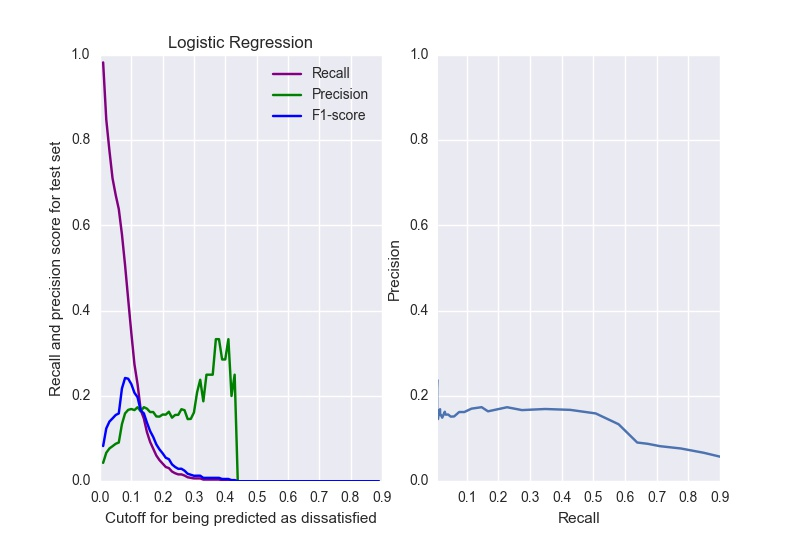 Logistic Regression
Recall
Precision
F1-score
Recall and precision score for test set
1.0
0.8
0.6
0.4
0.2
0.0
0.0 0.1 0.2 0.3 0.4 0.5 0.6 0.7 0.8 0.9
Cutoff for being predicted as dissatisfied
Precision
1.0
0.8
0.6
0.4
0.2
0.0
0.1 0.2 0.3 0.4 0.5 0.6 0.7 0.8 0.9
Recall